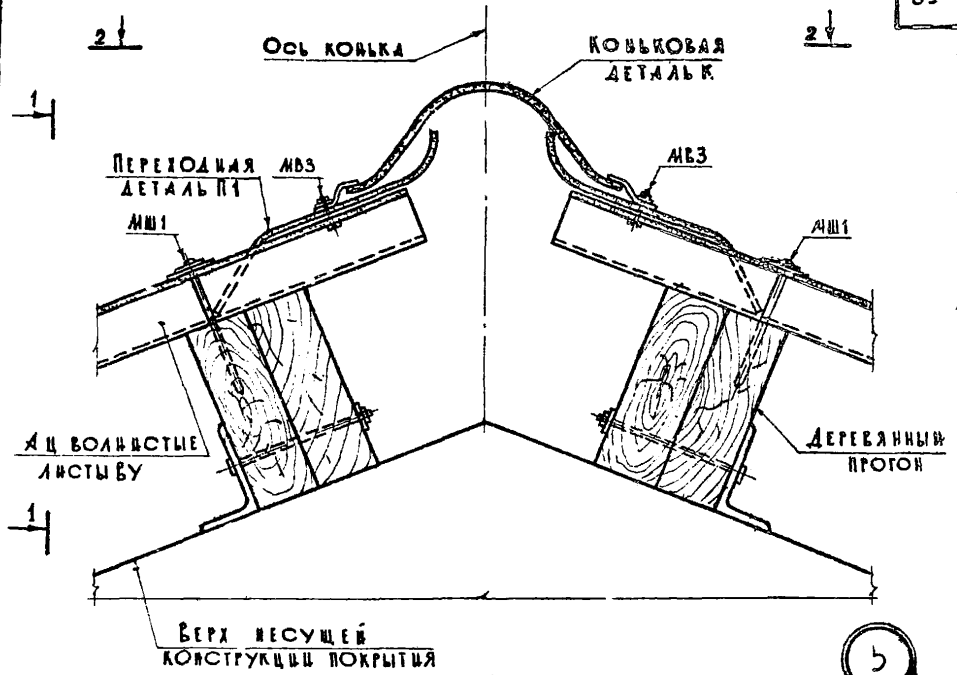 2
Ось конька
Коньковая
деталь К
2
1
Переходная
деталь П1
МВ3
МВ3
МШ1
МШ1
АЦ волнистые
листы ВУ
Деревянный
прогон
1
Верх несущей
конструкции покрытия
5